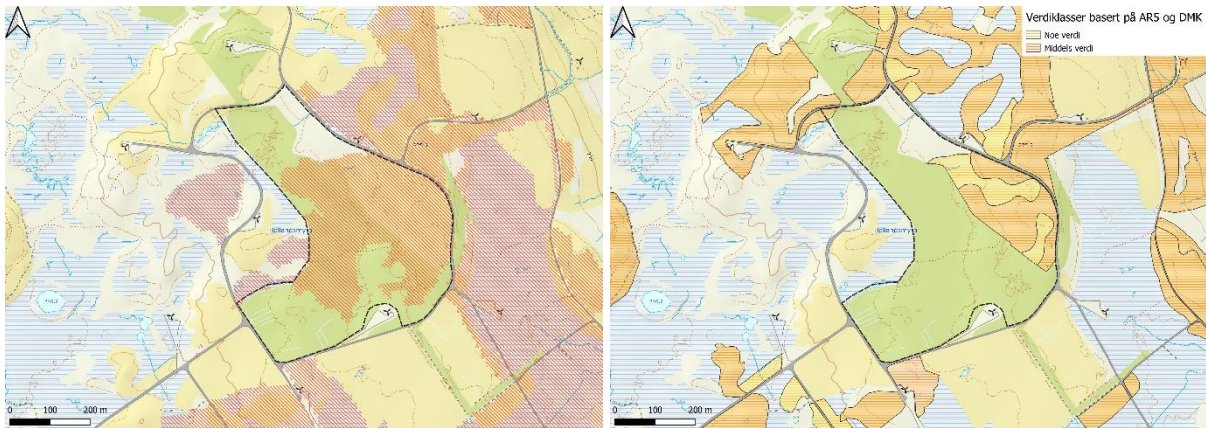 Verdiklasser basert på AR5 og DMK
Noe verdi
Middels verdi
0 100 200 m
0 100 200 m